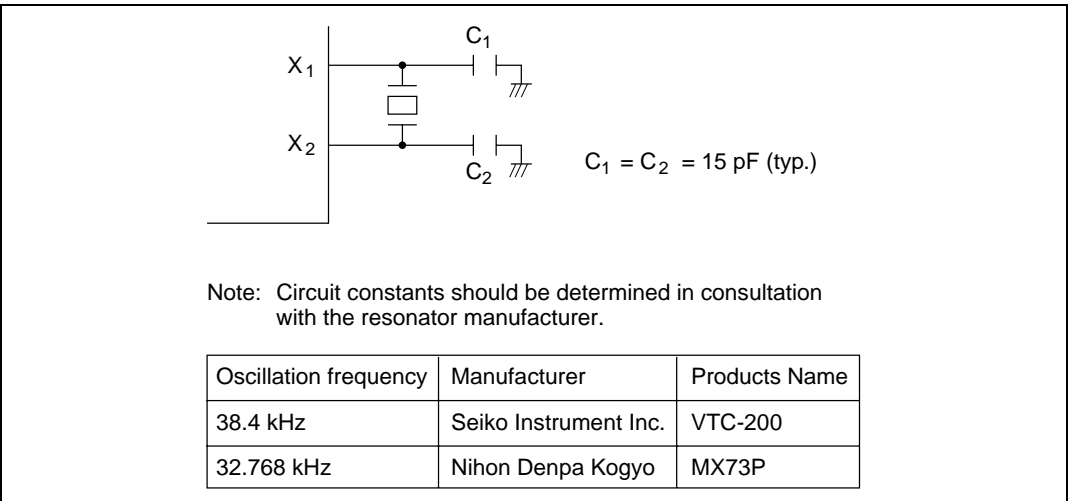 C1
X1
X2
C2
C1 = C2 = 15 pF (typ.)
Note: Circuit constants should be determined in consultation
with the resonator manufacturer.
Oscillation frequency Manufacturer Products Name
38.4 kHz Seiko Instrument Inc. VTC-200
32.768 kHz Nihon Denpa Kogyo MX73P